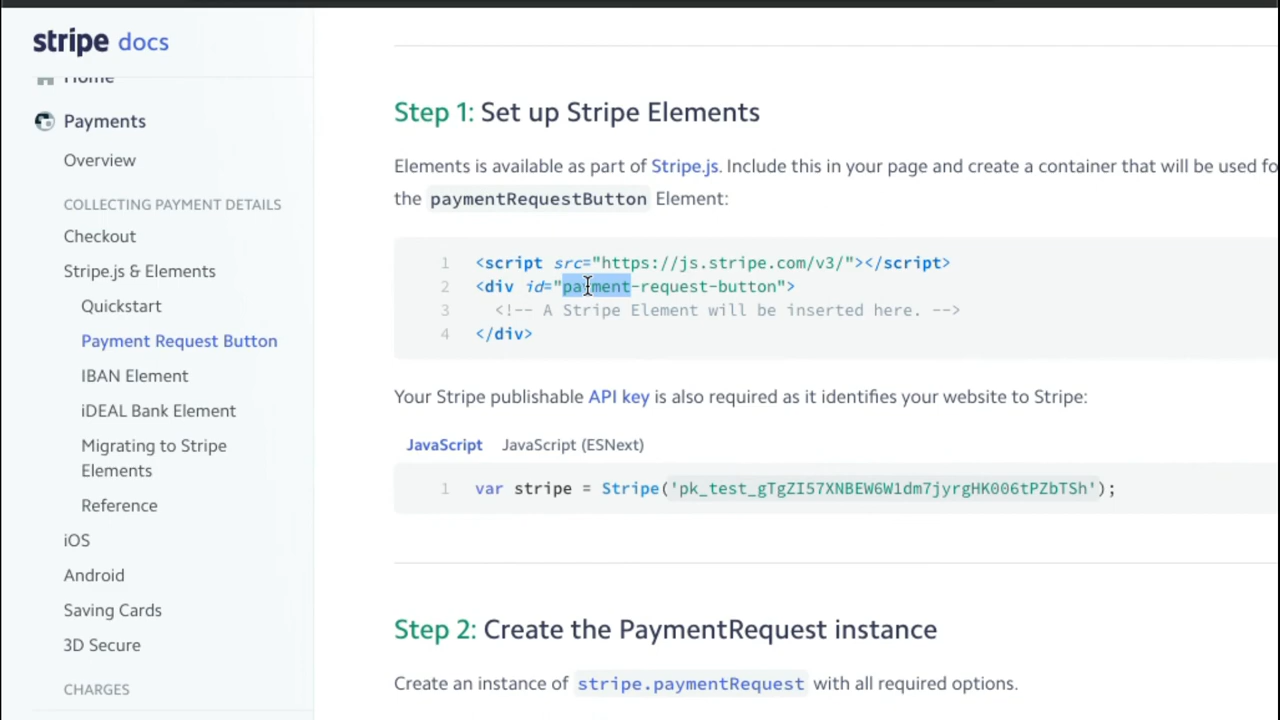 stripe docs
Home
Payments
Overview
COLLECTING PAYMENT DETAILS
Checkout
Stripe.js & Elements
Quickstart
Payment Request Button
IBAN Element
iDEAL Bank Element
Migrating to Stripe
Elements
Reference
iOS
Android
Saving Cards
3D Secure
CHARGES
Step 1: Set up Stripe Elements
Elements is available as part of Stripe.js. Include this in your page and create a container that will be used fo
the paymentRequestButton Element:
1 <script src="https://js.stripe.com/v3/"></script>
2 <div id="payment-request-button">
3 <!-- A Stripe Element will be inserted here. -->
4 </div>
Your Stripe publishable API key is also required as it identifies your website to Stripe:
JavaScript JavaScript (ESNext)
1 var stripe = Stripe('pk_test_gTgZI57XNBEW6W1dm7jyrgHK006tPZbTSh');
Step 2: Create the PaymentRequest instance
Create an instance of stripe.paymentRequest with all required options.